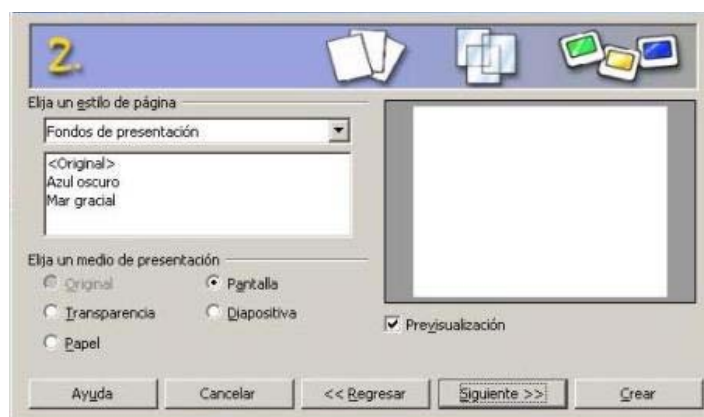 2.
Elija un estilo de página
Fondos de presentación
<Original>
Azul oscuro
Mar gracial
Elija un medio de presentación
Original
Pantalla
Transparencia
Diapositiva
Papel
Previsualización
Ayuda
Cancelar
<< Regresar
Siguiente >>
Crear